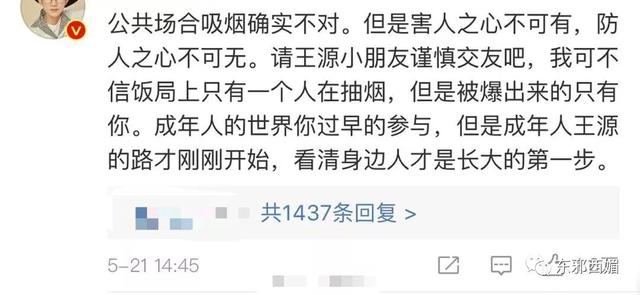 公共场合吸烟确实不对。但是害人之心不可有，防
人之心不可无。请王源小朋友谨慎交友吧，我可不
信饭局上只有一个人在抽烟，但是被爆出来的只有
你。成年人的世界你过早的参与，但是成年人王源
的路才刚刚开始，看清身边人才是长大的第一步。
共1437条回复 >
5-21 14:45
东邪西媚